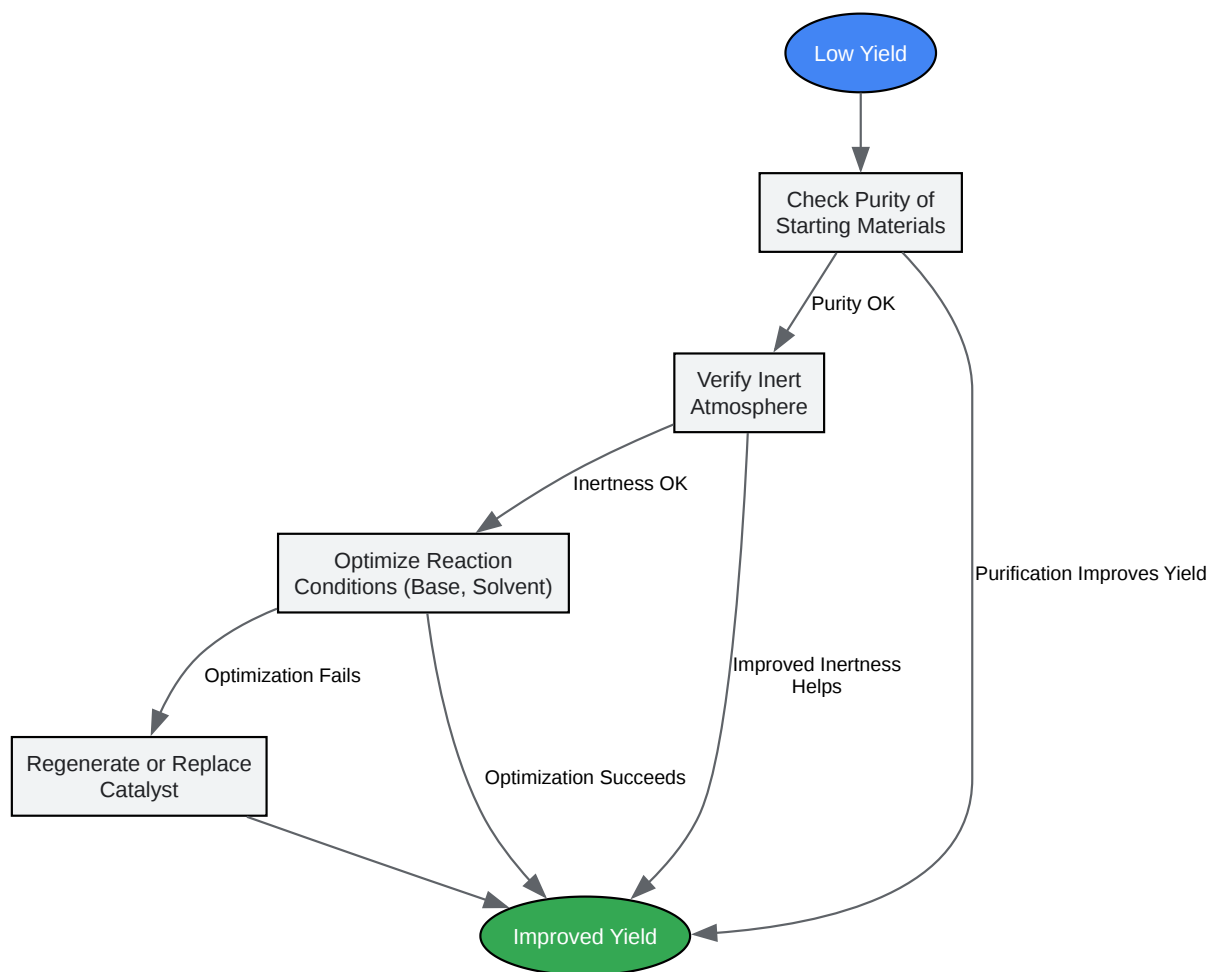 Low Yield
Check Purity of
Starting Materials
Purity OK
Verify Inert
Atmosphere
Inertness OK
Optimize Reaction
Conditions (Base, Solvent)
Purification Improves Yield
Optimization Fails
Improved Inertness
Helps
Regenerate or Replace
Catalyst
Optimization Succeeds
Improved Yield